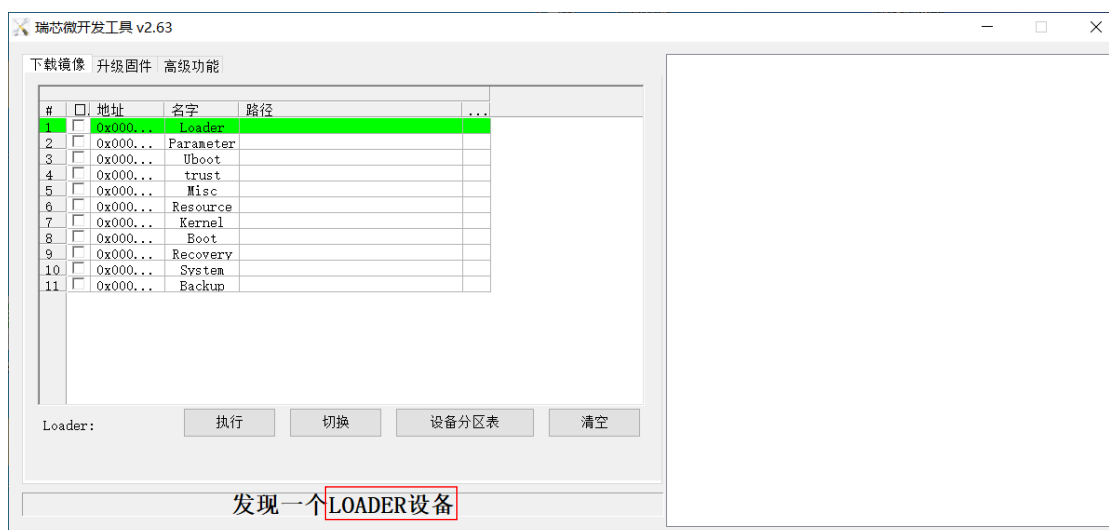 瑞芯微开发工具 v2.63
下载镜像 升级固件 高级功能
# 地址 名字 路径 ...
1 0x000... Loader
2 0x000... Parameter
3 0x000... Uboot
4 0x000... trust
5 0x000... Misc
6 0x000... Resource
7 0x000... Kernel
8 0x000... Boot
9 0x000... Recovery
10 0x000... System
11 0x000... Backup
Loader: 执行 切换 设备分区表 清空
发现一个LOADER设备